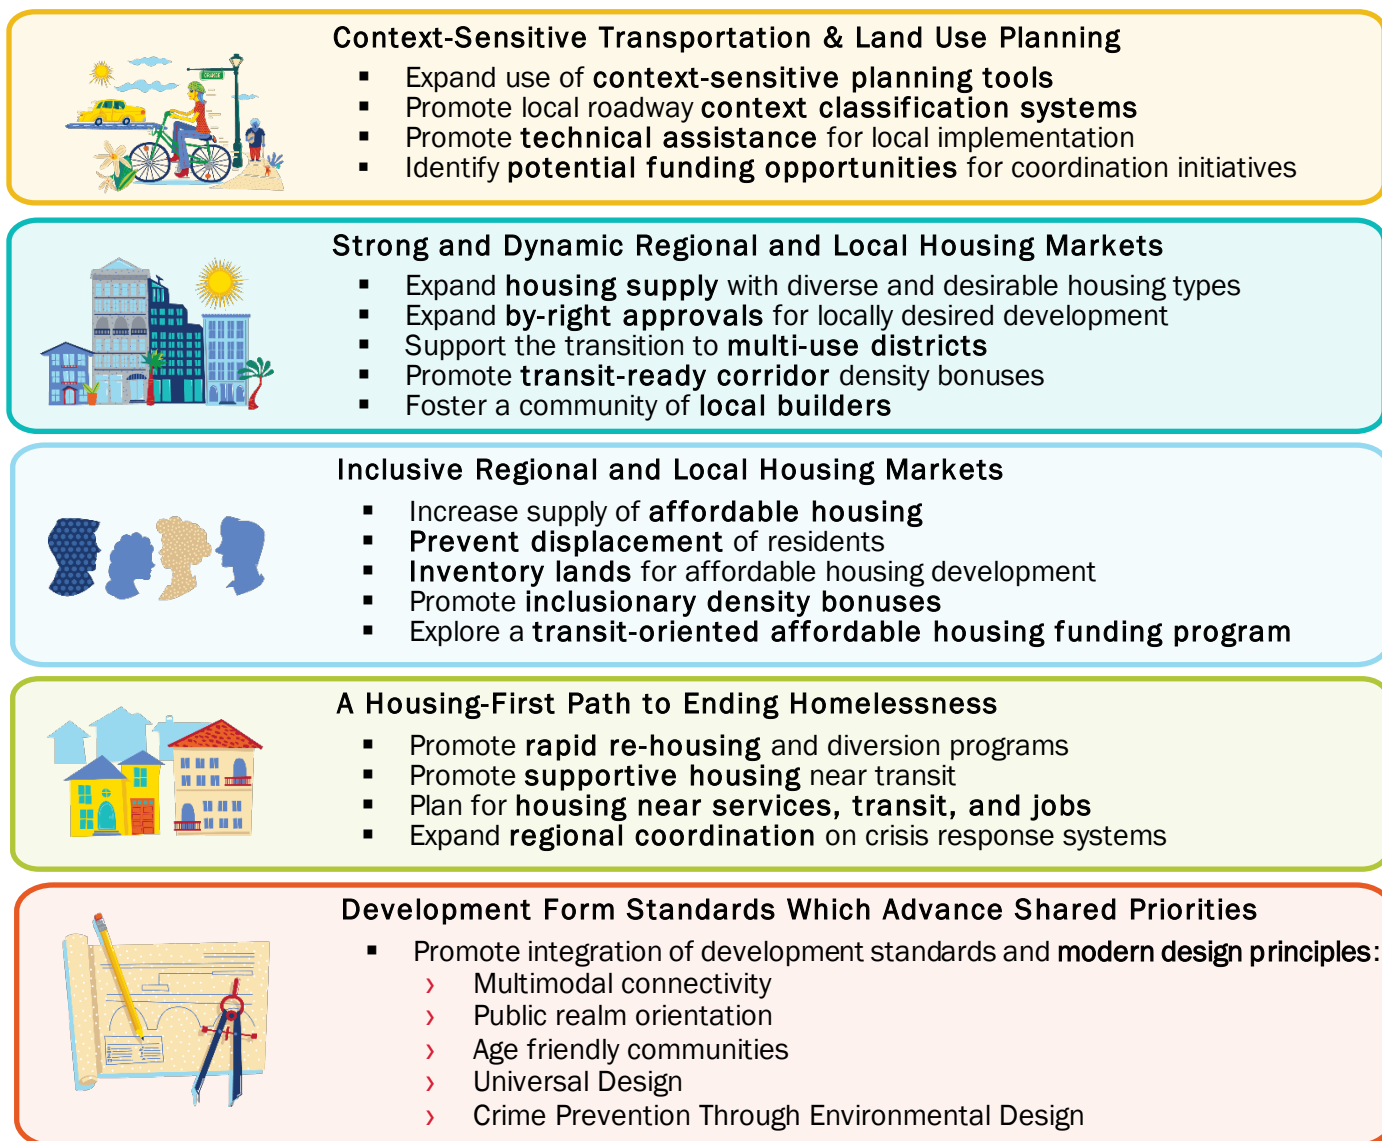 Context-Sensitive Transportation & Land Use Planning
▪ Expand use of context-sensitive planning tools
▪ Promote local roadway context classification systems
▪ Promote technical assistance for local implementation
▪ Identify potential funding opportunities for coordination initiatives
Strong and Dynamic Regional and Local Housing Markets
▪ Expand housing supply with diverse and desirable housing types
▪ Expand by-right approvals for locally desired development
▪ Support the transition to multi-use districts
▪ Promote transit-ready corridor density bonuses
▪ Foster a community of local builders
Inclusive Regional and Local Housing Markets
▪ Increase supply of affordable housing
▪ Prevent displacement of residents
▪ Inventory lands for affordable housing development
▪ Promote inclusionary density bonuses
▪ Explore a transit-oriented affordable housing funding program
A Housing-First Path to Ending Homelessness
▪ Promote rapid re-housing and diversion programs
▪ Promote supportive housing near transit
▪ Plan for housing near services, transit, and jobs
▪ Expand regional coordination on crisis response systems
Development Form Standards Which Advance Shared Priorities
▪ Promote integration of development standards and modern design principles:
› Multimodal connectivity
› Public realm orientation
› Age friendly communities
› Universal Design
› Crime Prevention Through Environmental Design